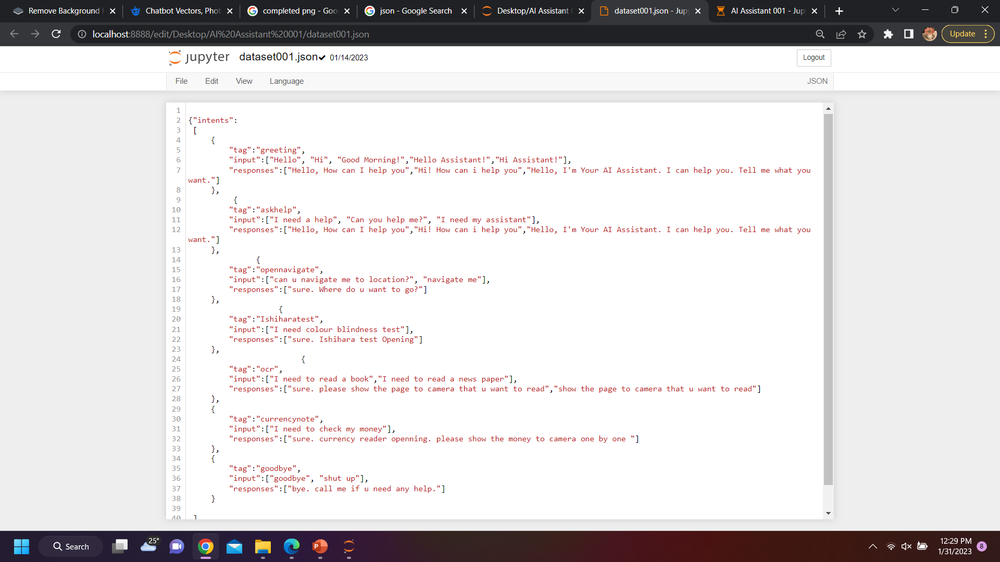 Remove Background f
Chatbot Vectors, Phot
completed png - Goo
json - Google Search
Desktop/AI Assistant 0
dataset001.json - Jup
AI Assistant 001 - Jup
localhost:8888/edit/Desktop/AI%20Assistant%20001/dataset001.json
Update
jupyter dataset001.json 01/14/2023
Logout
File Edit View Language
JSON
1
2 {"intents":
3 [
4 {
5 "tag":"greeting",
6 "input":["Hello", "Hi", "Good Morning!","Hello Assistant!","Hi Assistant!"],
7 "responses":["Hello, How can I help you","Hi! How can i help you","Hello, I'm Your AI Assistant. I can help you. Tell me what you
want."]
8 },
9 {
10 "tag":"askhelp",
11 "input":["I need a help", "Can you help me?", "I need my assistant"],
12 "responses":["Hello, How can I help you","Hi! How can i help you","Hello, I'm Your AI Assistant. I can help you. Tell me what you
want."]
13 },
14 {
15 "tag":"opennavigate",
16 "input":["can u navigate me to location?", "navigate me"],
17 "responses":["sure. Where do u want to go?"]
18 },
19 {
20 "tag":"Ishiharatest",
21 "input":["I need colour blindness test"],
22 "responses":["sure. Ishihara test Opening"]
23 },
24 {
25 "tag":"ocr",
26 "input":["I need to read a book","I need to read a news paper"],
27 "responses":["sure. please show the page to camera that u want to read","show the page to camera that u want to read"]
28 },
29 {
30 "tag":"currencynote",
31 "input":["I need to check my money"],
32 "responses":["sure. currency reader openning. please show the money to camera one by one "]
33 },
34 {
35 "tag":"goodbye",
36 "input":["goodbye", "shut up"],
37 "responses":["bye. call me if u need any help."]
38 }
39
40 ]
25°
Search
12:29 PM
1/31/2023
8